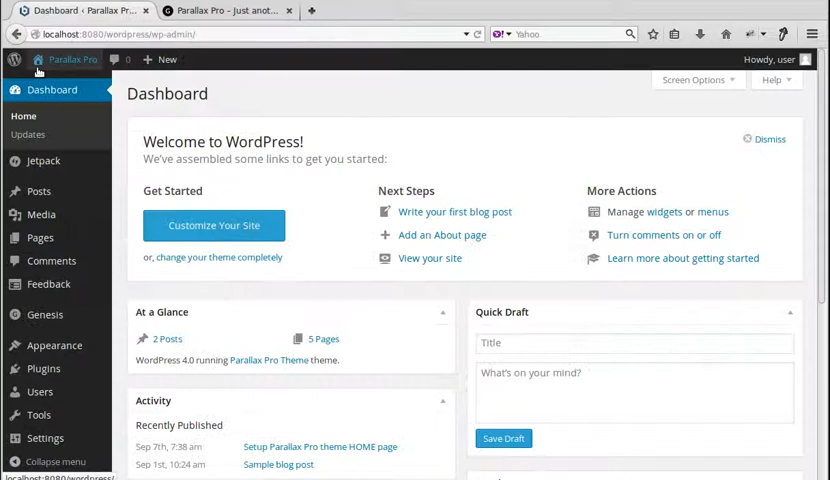 Dashboard ‹ Parallax Pr... × Parallax Pro – Just anot... × +
localhost:8080/wordpress/wp-admin/ Yahoo
Parallax Pro 0 + New Howdy, user
Dashboard
Home
Updates
Jetpack
Posts
Media
Pages
Comments
Feedback
Genesis
Appearance
Plugins
Users
Tools
Settings
Collapse menu
localhost:8080/wordpress/
Screen Options Help
Dashboard
Welcome to WordPress!
Dismiss
We've assembled some links to get you started:
Get Started
Customize Your Site
or, change your theme completely
Next Steps
Write your first blog post
Add an About page
View your site
More Actions
Manage widgets or menus
Turn comments on or off
Learn more about getting started
At a Glance
2 Posts 5 Pages
WordPress 4.0 running Parallax Pro Theme theme.
Activity
Recently Published
Sep 7th, 7:38 am Setup Parallax Pro theme HOME page
Sep 1st, 10:24 am Sample blog post
Quick Draft
Title
What's on your mind?
Save Draft